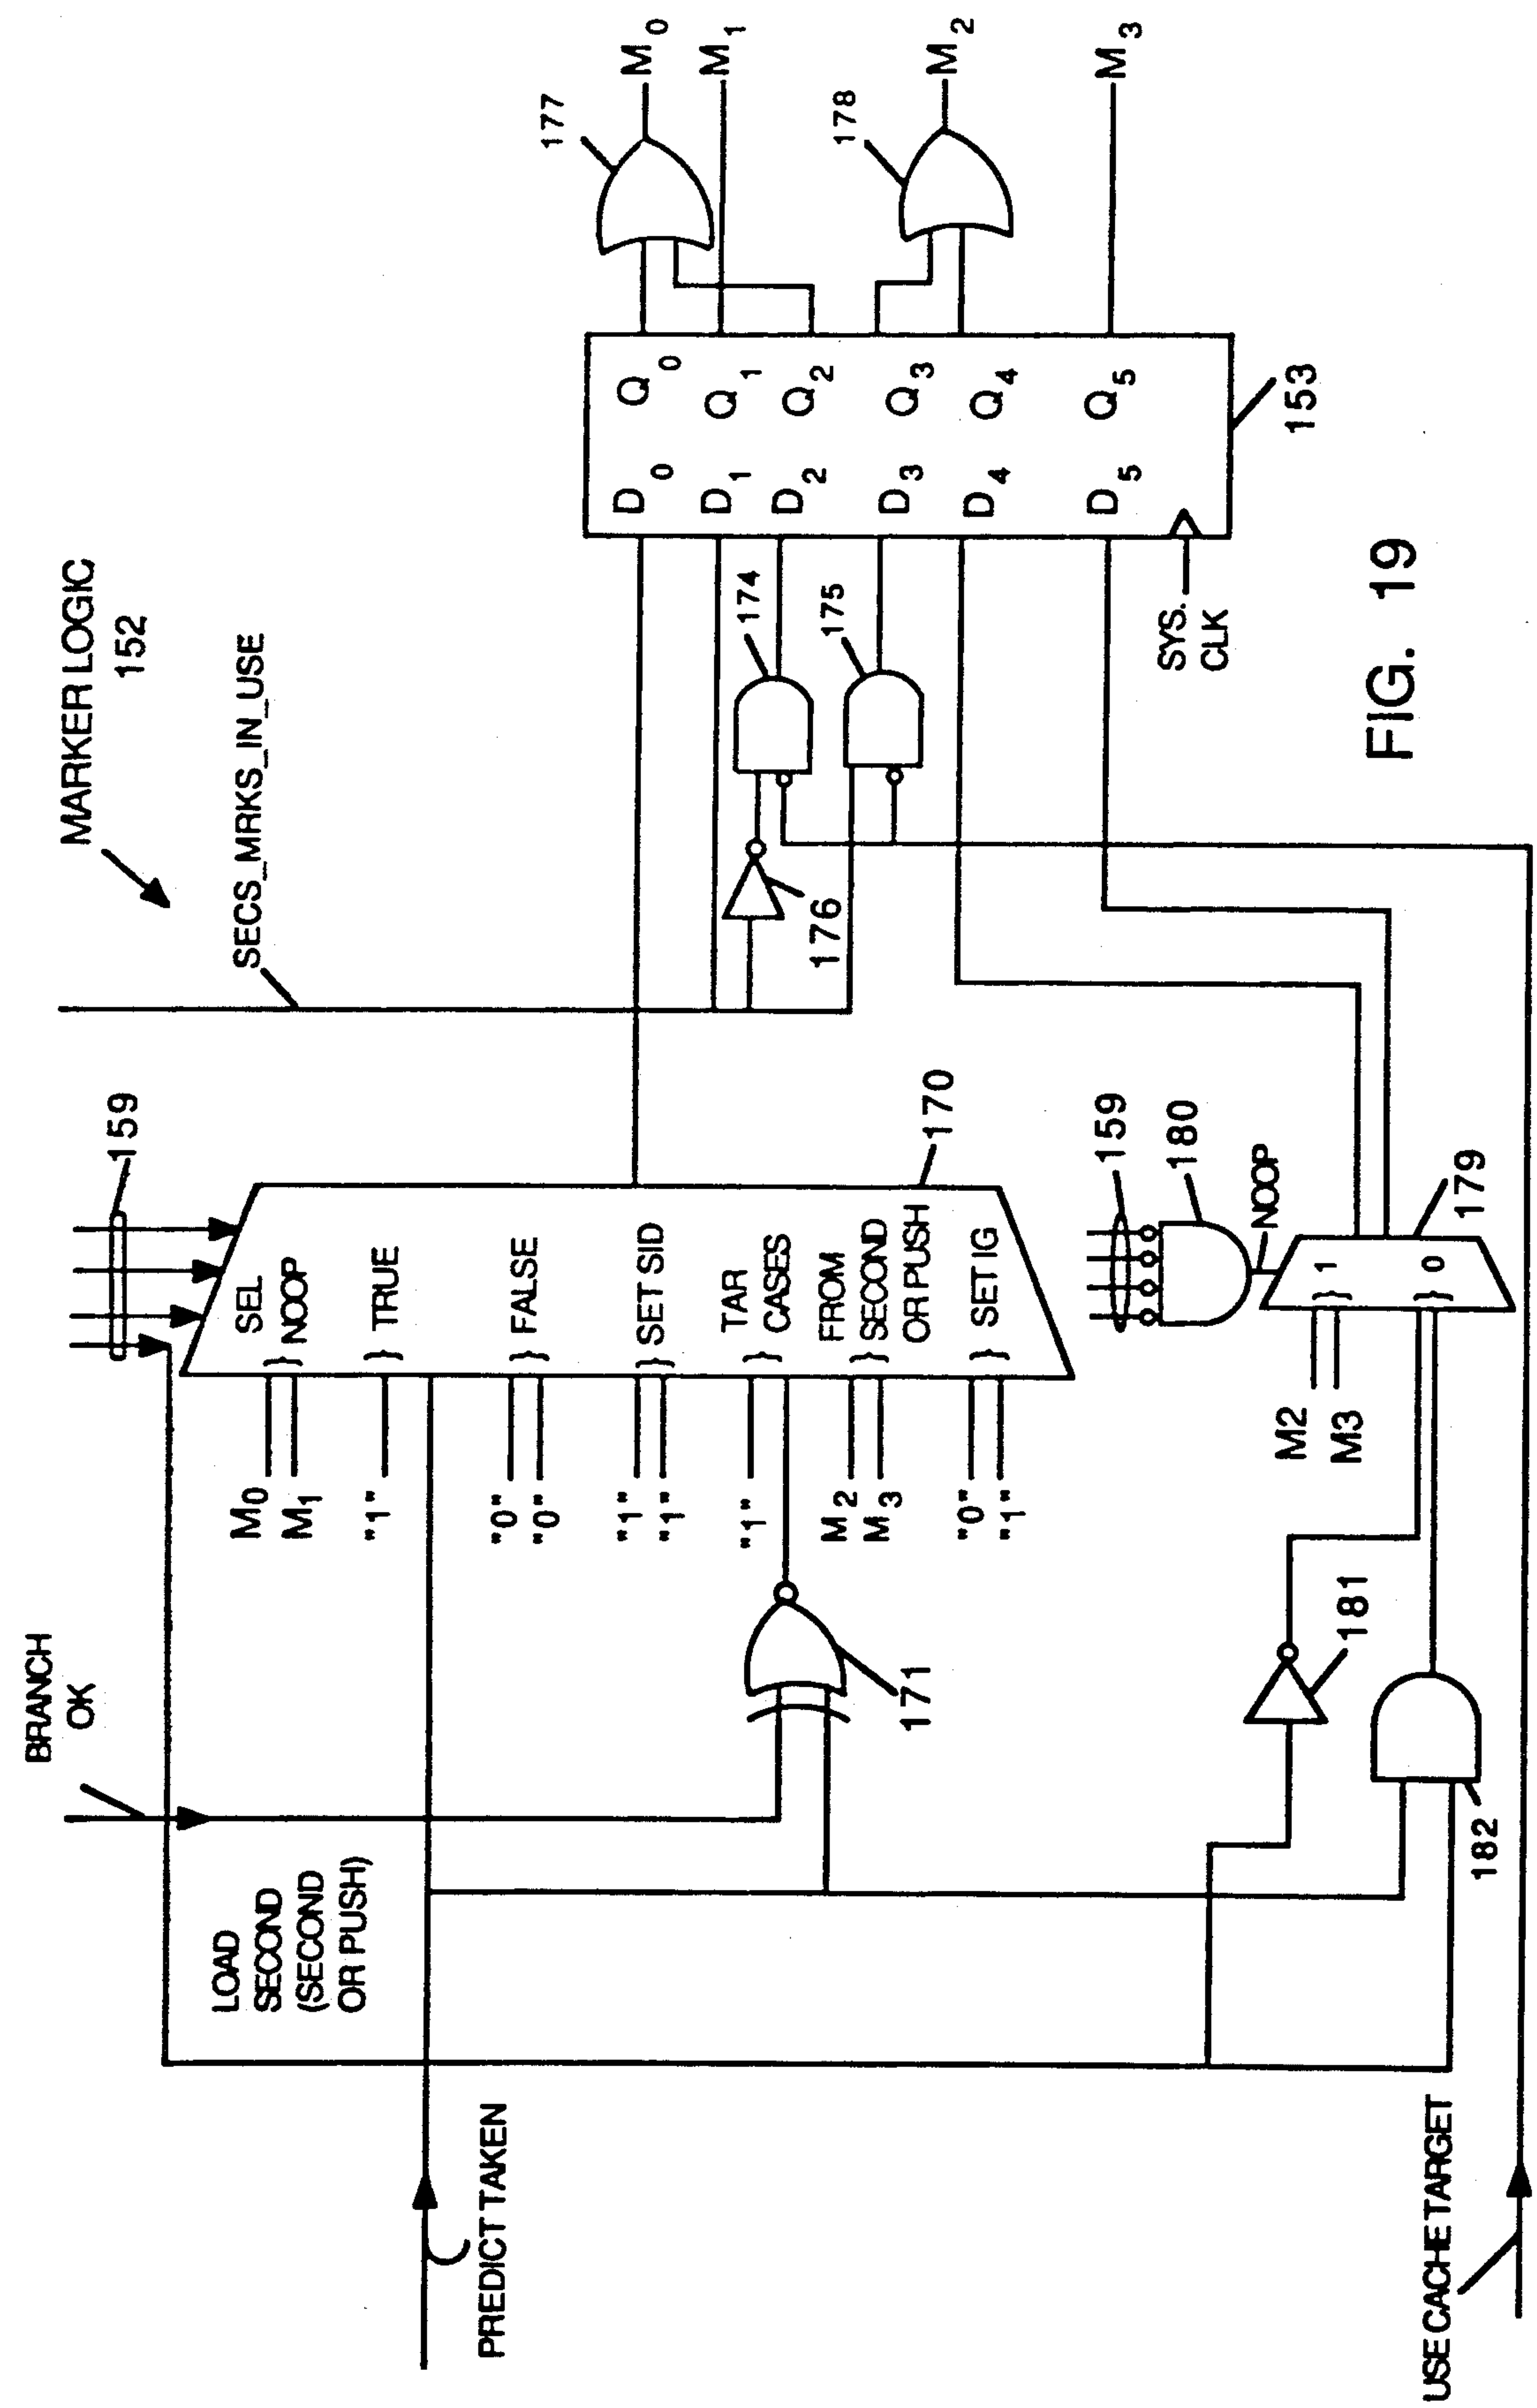 MARKER LOGIC
152
SECS_MRKS_IN_USE
BRANCH
OK
LOAD
SECOND
(SECOND
OR PUSH)
PREDICT TAKEN
USE CACHE TARGET
159
SEL
} NOOP
} TRUE
} FALSE
} SET SID
TAR
} CASES
FROM
} SECOND
OR PUSH
} SET IG
170
M0
M1
"1"
"0"
"0"
"1"
"1"
"1"
M2
M3
"0"
"1"
171
159
180
NOOP
} 1
} 0
179
M2
M3
181
182
176
174
175
D0
D1
D2
D3
D4
D5
Q0
Q1
Q2
Q3
Q4
Q5
SYS.
CLK
153
177
178
M0
M1
M2
M3
FIG. 19